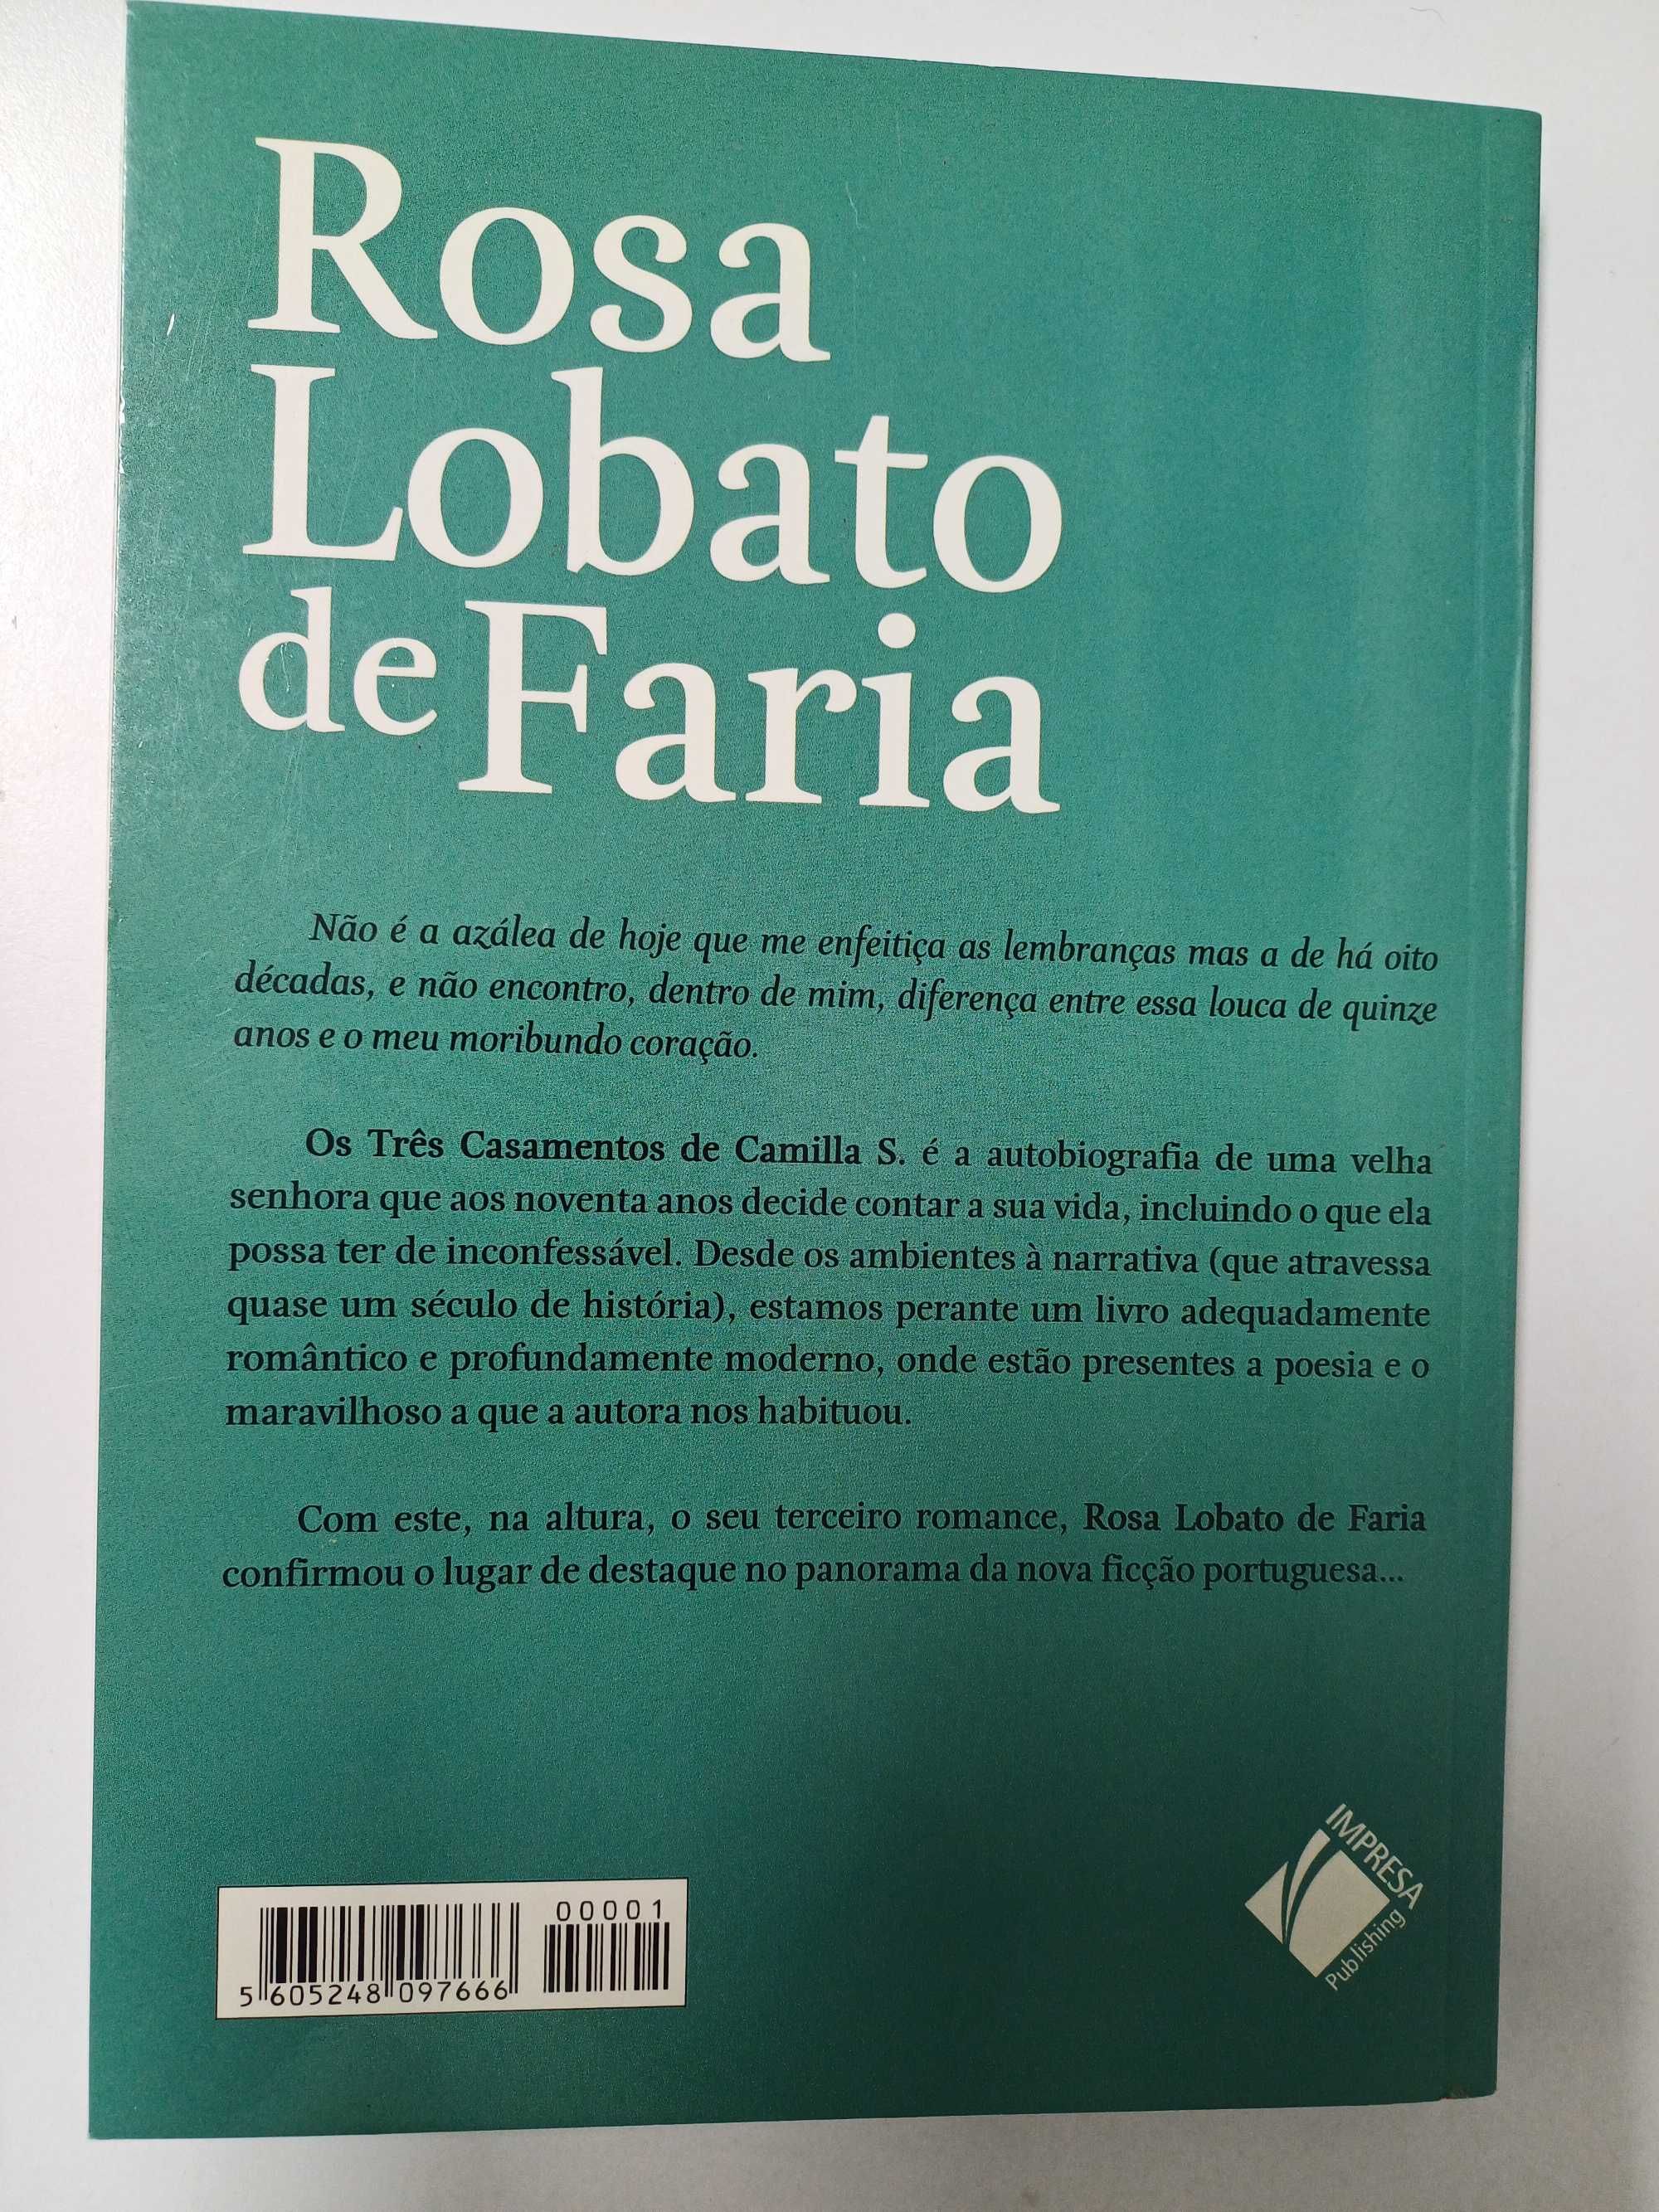 Rosa
Lobato
de Faria
Não é a azálea de hoje que me enfeitiça as lembranças mas a de há oito
décadas, e não encontro, dentro de mim, diferença entre essa louca de quinze
anos e o meu moribundo coração.
Os Três Casamentos de Camilla S. é a autobiografia de uma velha
senhora que aos noventa anos decide contar a sua vida, incluindo o que ela
possa ter de inconfessável. Desde os ambientes à narrativa (que atravessa
quase um século de história), estamos perante um livro adequadamente
romântico e profundamente moderno, onde estão presentes a poesia e o
maravilhoso a que a autora nos habituou.
Com este, na altura, o seu terceiro romance, Rosa Lobato de Faria
confirmou o lugar de destaque no panorama da nova ficção portuguesa...
IMPRESA
Publishing
00001
5 605248 097666